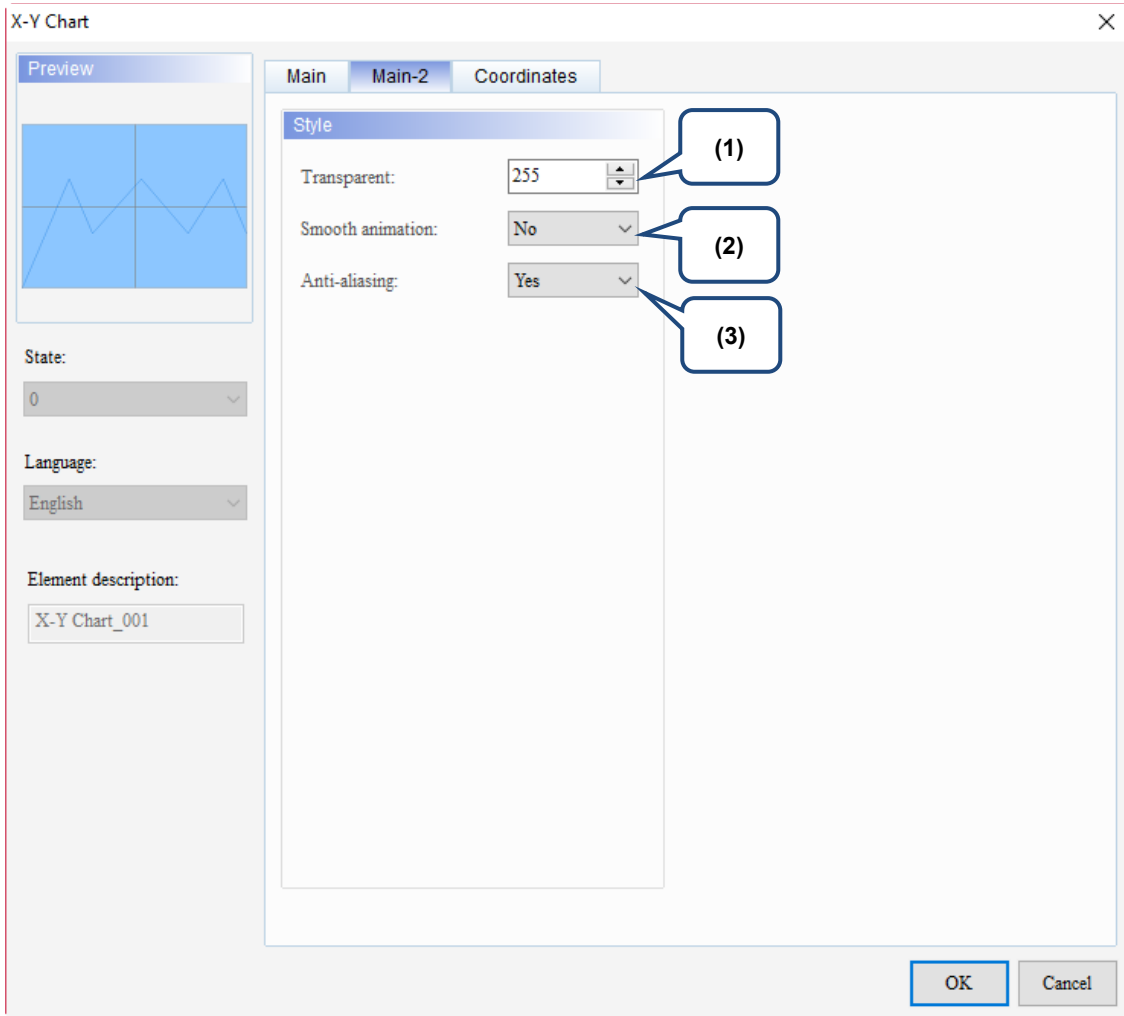 X-Y Chart
Preview
Main Main-2 Coordinates
Style
Transparent: 255
(1)
Smooth animation: No
(2)
Anti-aliasing: Yes
(3)
State:
0
Language:
English
Element description:
X-Y Chart_001
OK Cancel